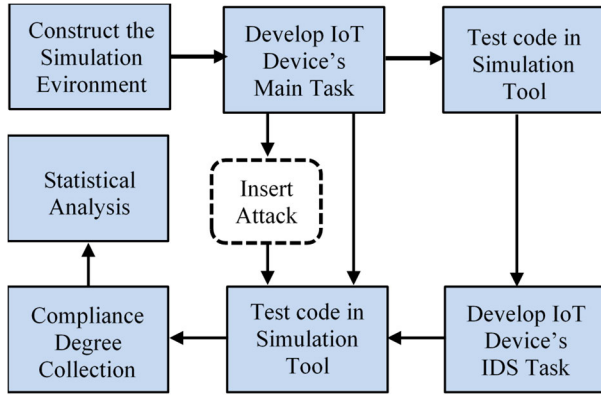 Construct the
Simulation
Evironment
Develop IoT
Device's
Main Task
Test code in
Simulation
Tool
Statistical
Analysis
Insert
Attack
Compliance
Degree
Collection
Test code in
Simulation
Tool
Develop IoT
Device's
IDS Task